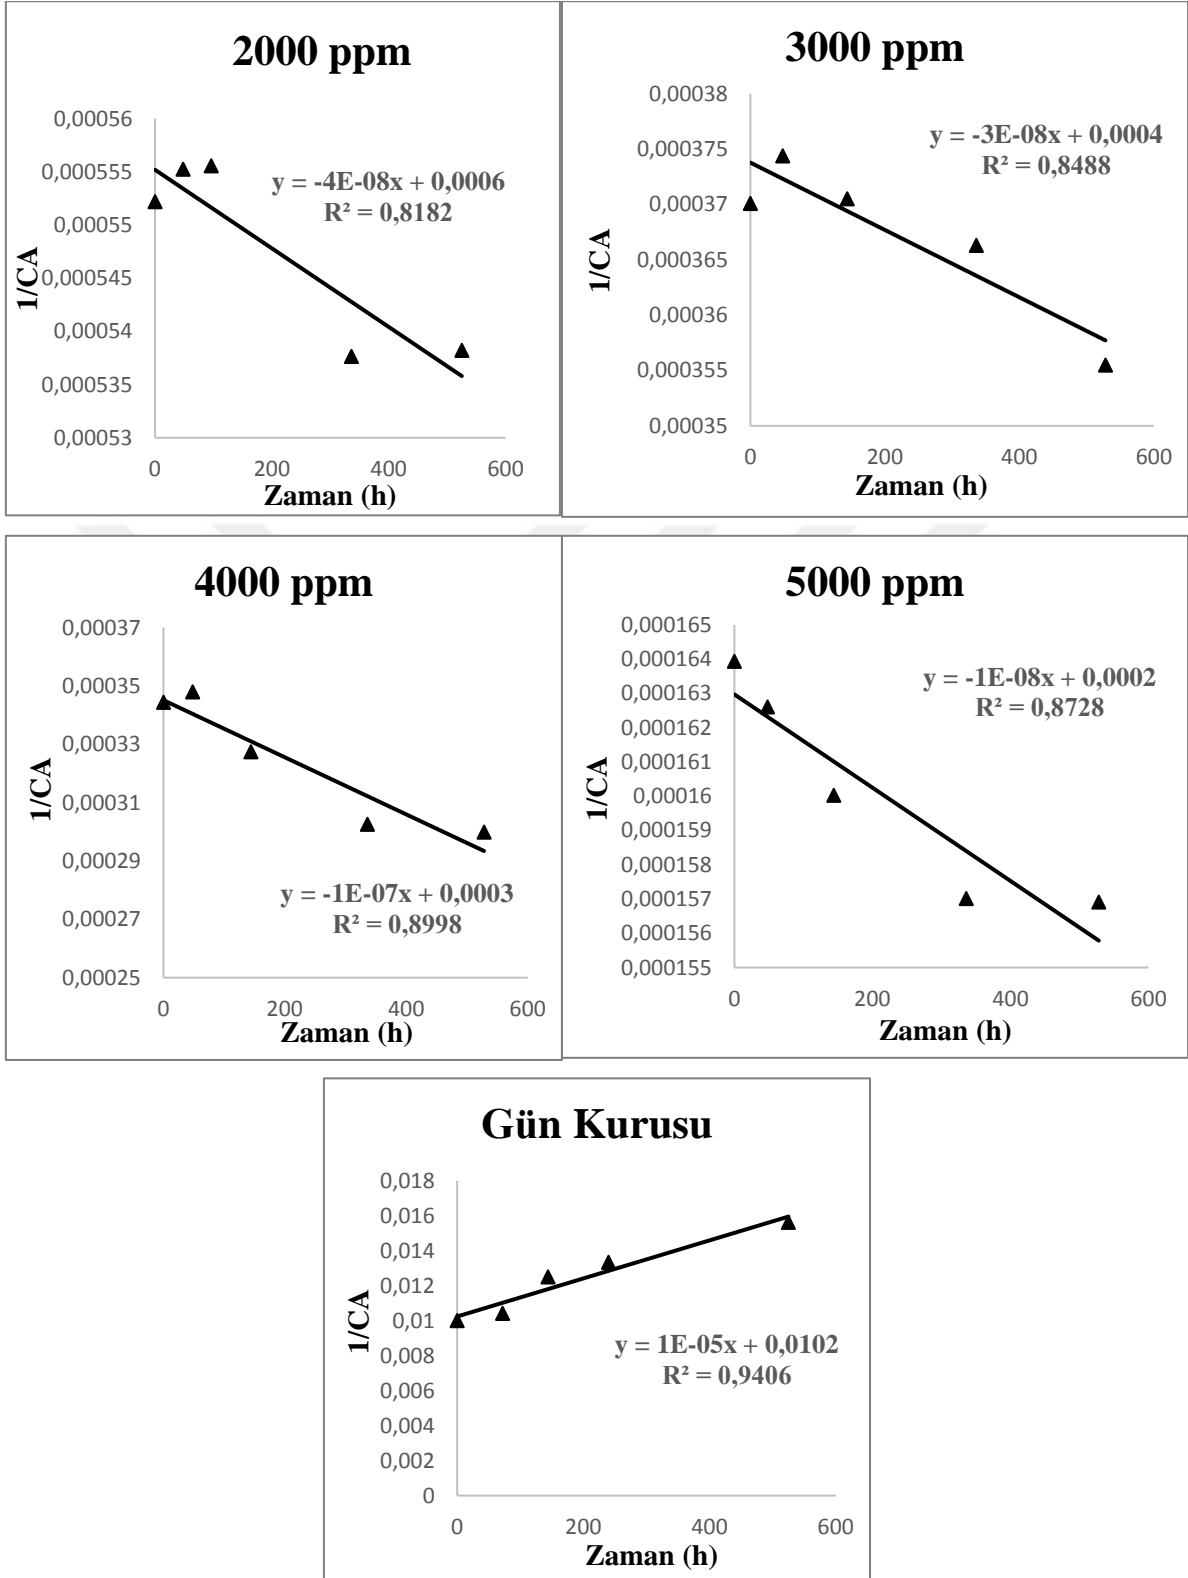 2000 ppm
0,00056
0,000555
0,00055
0,000545
0,00054
0,000535
0,00053
1/CA
y = -4E-08x + 0,0006
R² = 0,8182
0 200 400 600
Zaman (h)
3000 ppm
0,00038
0,000375
0,00037
0,000365
0,00036
0,000355
0,00035
1/CA
y = -3E-08x + 0,0004
R² = 0,8488
0 200 400 600
Zaman (h)
4000 ppm
0,00037
0,00035
0,00033
0,00031
0,00029
0,00027
0,00025
1/CA
y = -1E-07x + 0,0003
R² = 0,8998
0 200 400 600
Zaman (h)
5000 ppm
0,000165
0,000164
0,000163
0,000162
0,000161
0,00016
0,000159
0,000158
0,000157
0,000156
0,000155
1/CA
y = -1E-08x + 0,0002
R² = 0,8728
0 200 400 600
Zaman (h)
Gün Kurusu
0,018
0,016
0,014
0,012
0,01
0,008
0,006
0,004
0,002
0
1/CA
y = 1E-05x + 0,0102
R² = 0,9406
0 200 400 600
Zaman (h)